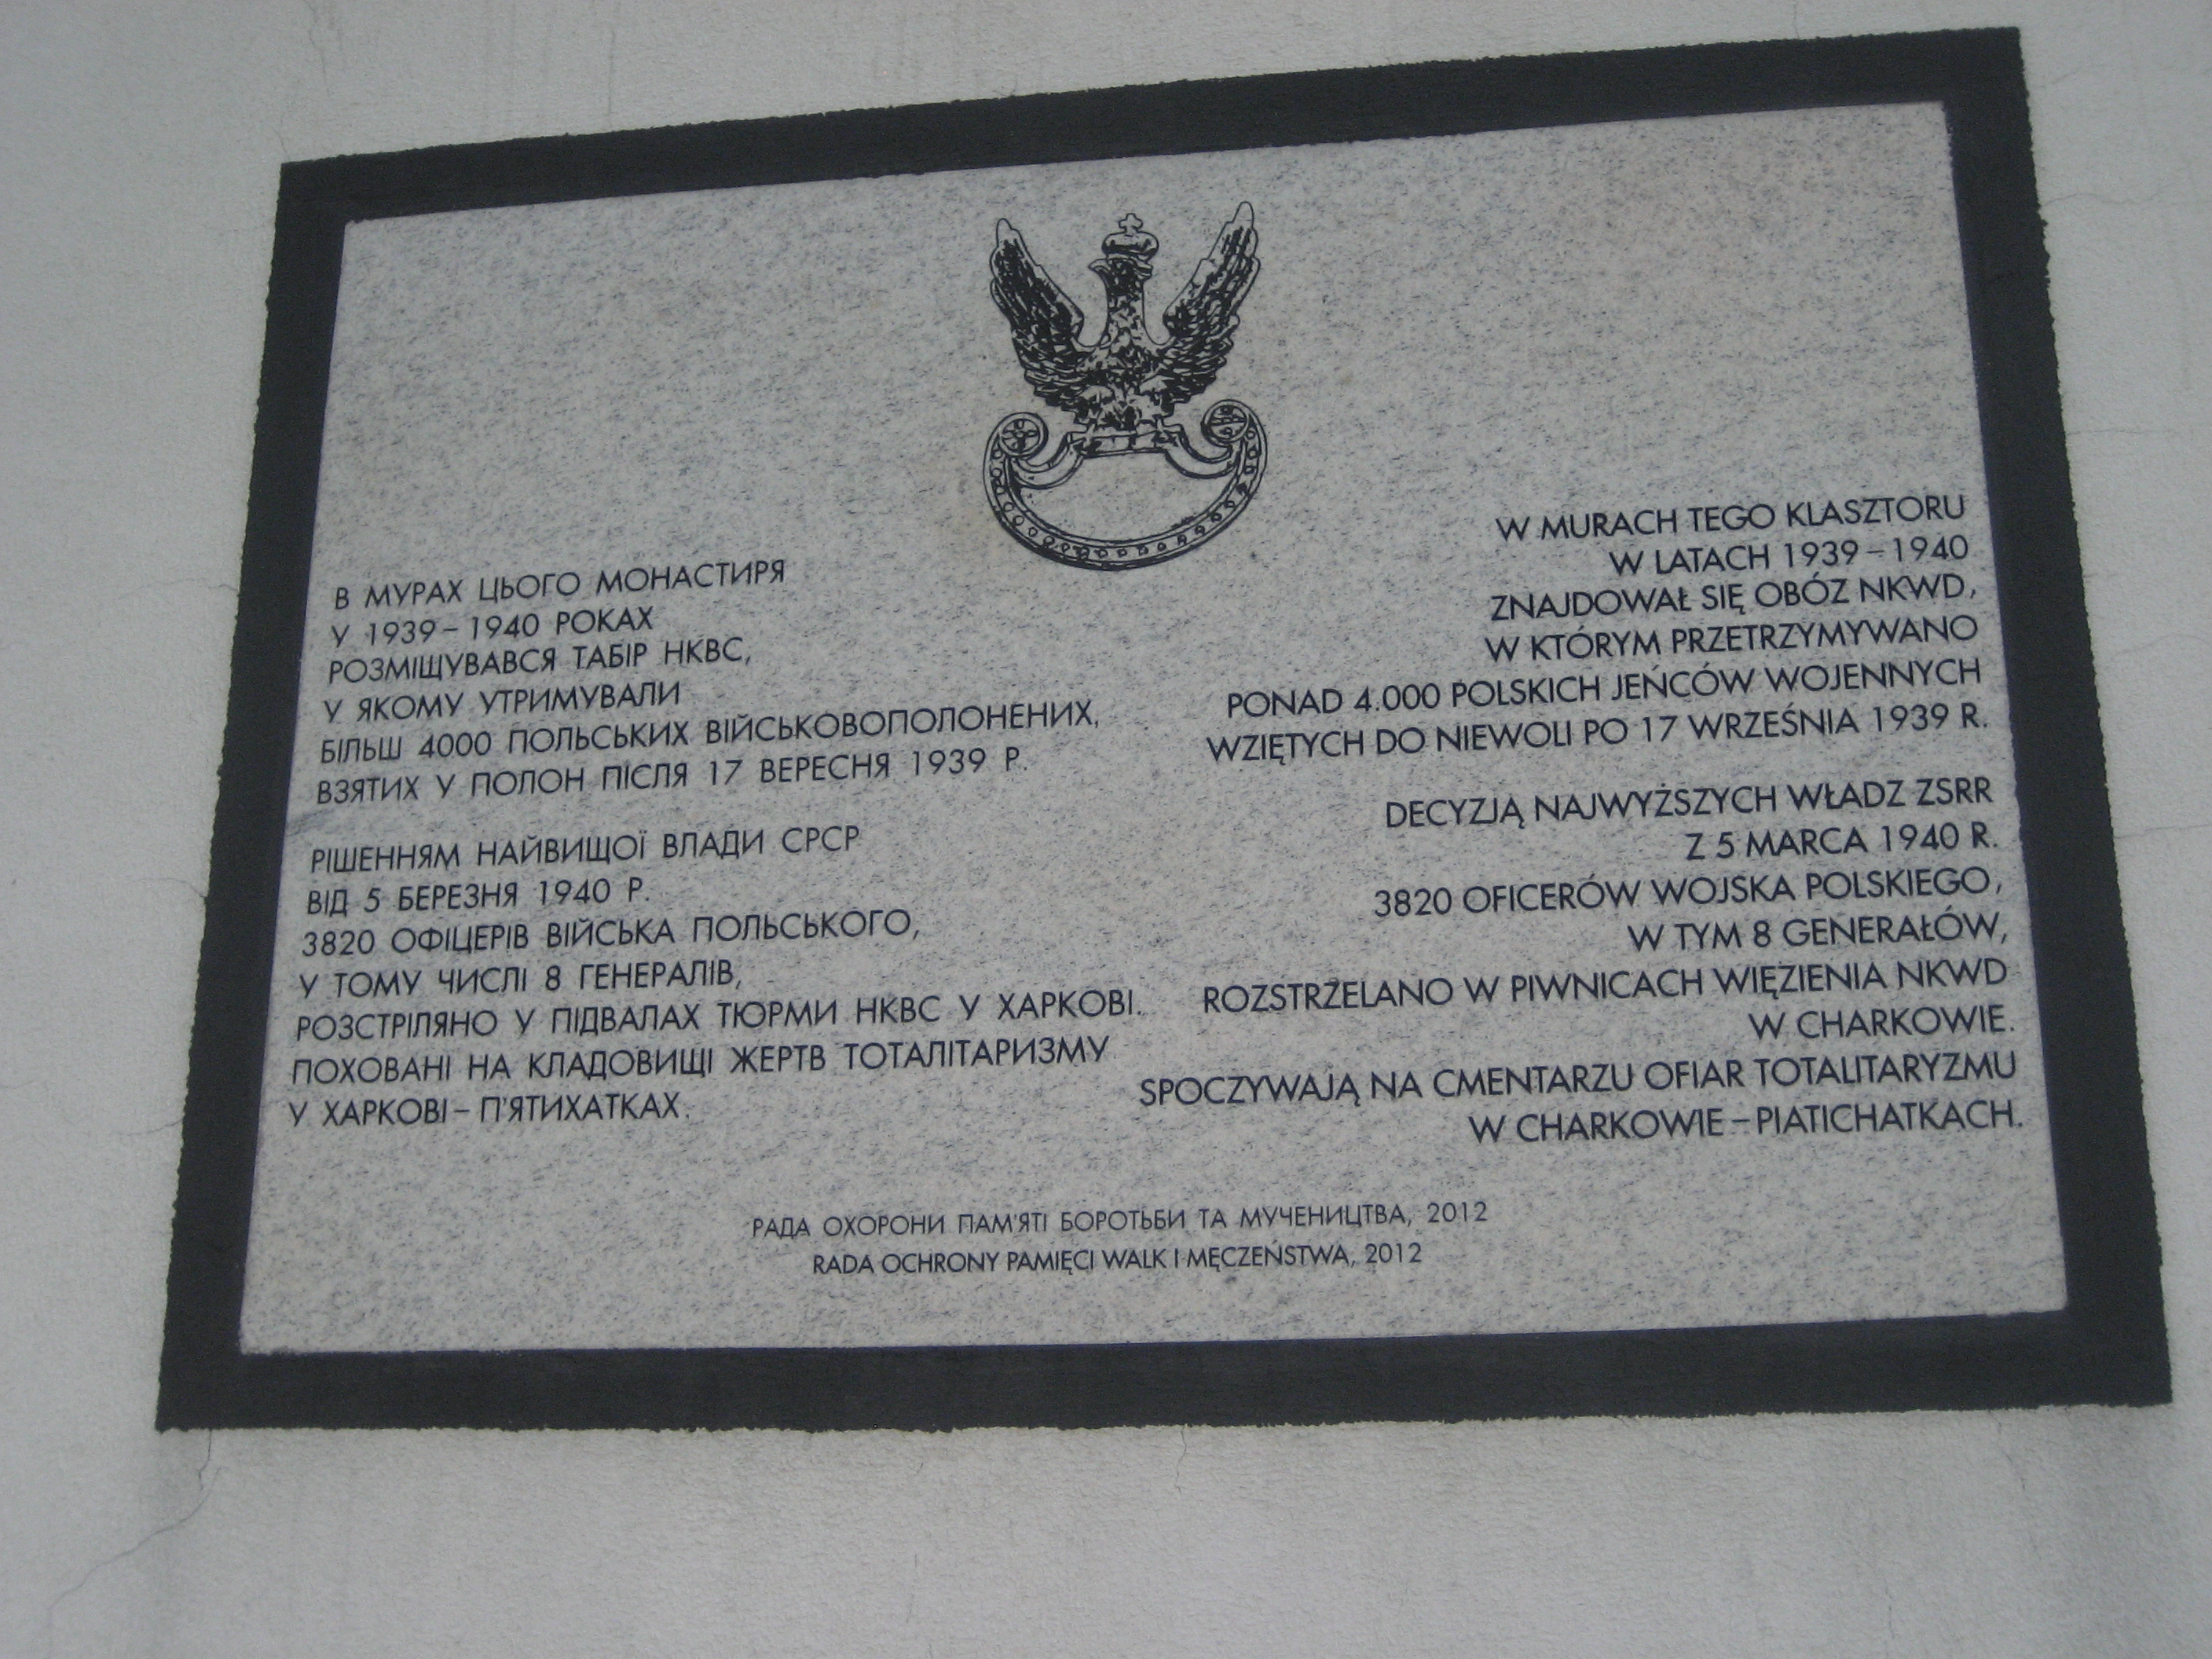 В МУРАХ ЦЬОГО МОНАСТИРЯ
У 1939–1940 РОКАХ
РОЗМІЩУВАВСЯ ТАБІР НКВС,
У ЯКОМУ УТРИМУВАЛИ
БІЛЬШ 4000 ПОЛЬСЬКИХ ВІЙСЬКОВОПОЛОНЕНИХ,
ВЗЯТИХ У ПОЛОН ПІСЛЯ 17 ВЕРЕСНЯ 1939 Р.
РІШЕННЯМ НАЙВИЩОЇ ВЛАДИ СРСР
ВІД 5 БЕРЕЗНЯ 1940 Р.
3820 ОФІЦЕРІВ ВІЙСЬКА ПОЛЬСЬКОГО,
У ТОМУ ЧИСЛІ 8 ГЕНЕРАЛІВ,
РОЗСТРІЛЯНО У ПІДВАЛАХ ТЮРМИ НКВС У ХАРКОВІ.
ПОХОВАНІ НА КЛАДОВИЩІ ЖЕРТВ ТОТАЛІТАРИЗМУ
У ХАРКОВІ–П'ЯТИХАТКАХ.
W MURACH TEGO KLASZTORU
W LATACH 1939–1940
ZNAJDOWAŁ SIĘ OBÓZ NKWD,
W KTÓRYM PRZETRZYMYWANO
PONAD 4.000 POLSKICH JEŃCÓW WOJENNYCH
WZIĘTYCH DO NIEWOLI PO 17 WRZEŚNIA 1939 R.
DECYZJĄ NAJWYŻSZYCH WŁADZ ZSRR
Z 5 MARCA 1940 R.
3820 OFICERÓW WOJSKA POLSKIEGO,
W TYM 8 GENERAŁÓW,
ROZSTRZELANO W PIWNICACH WIĘZIENIA NKWD
W CHARKOWIE.
SPOCZYWAJĄ NA CMENTARZU OFIAR TOTALITARYZMU
W CHARKOWIE–PIATICHATKACH.
РАДА ОХОРОНИ ПАМ'ЯТІ БОРОТЬБИ ТА МУЧЕНИЦТВА, 2012
RADA OCHRONY PAMIĘCI WALK I MĘCZEŃSTWA, 2012